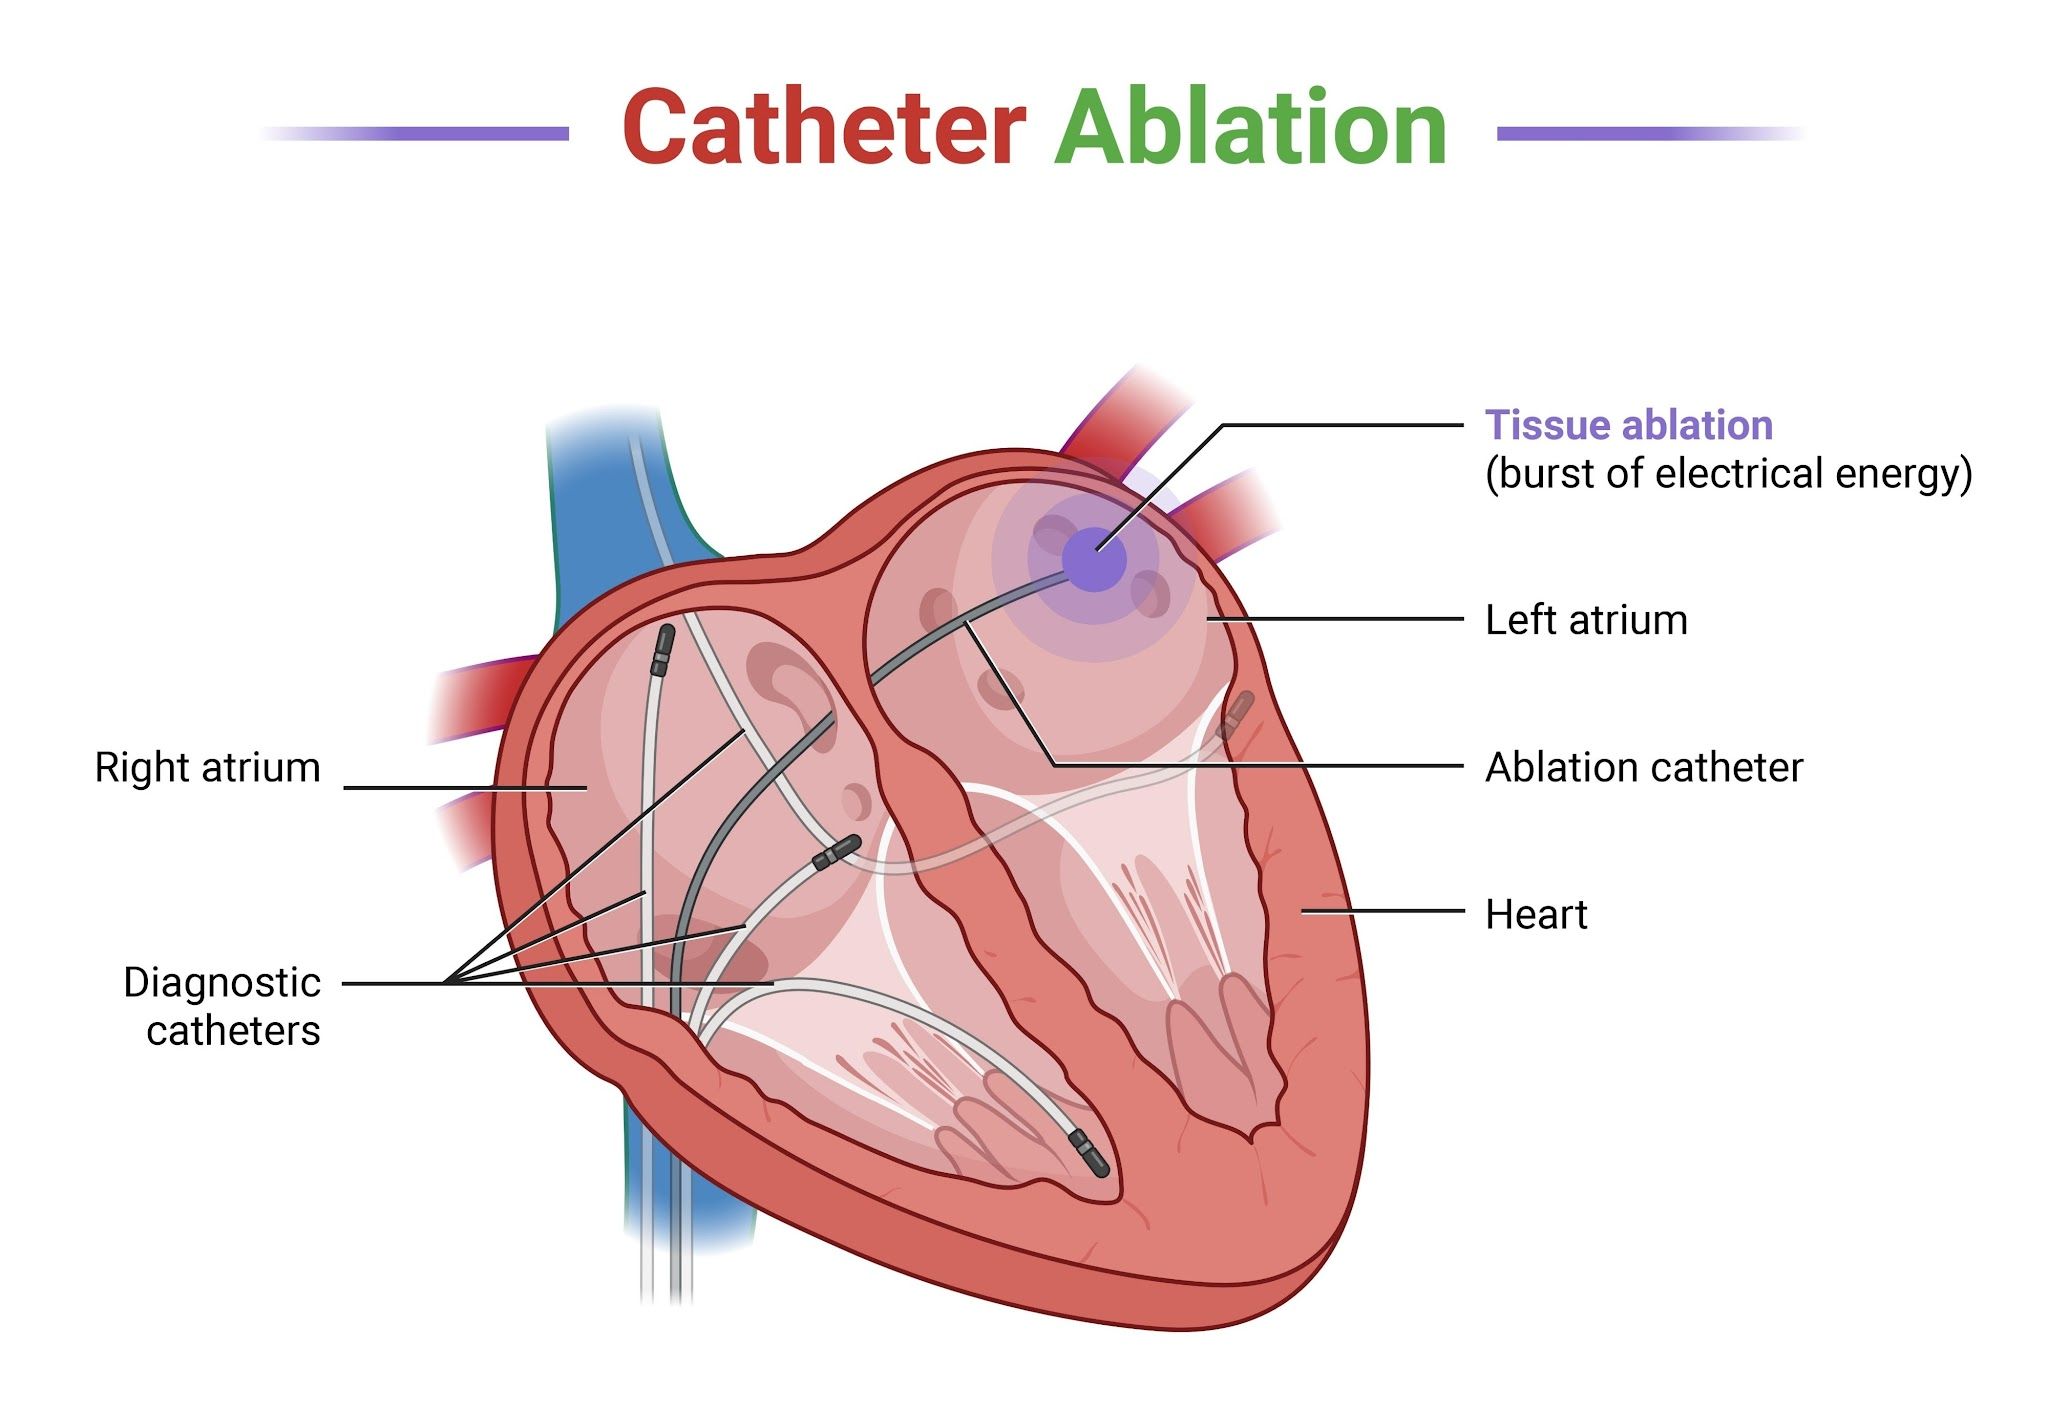 Catheter Ablation
Tissue ablation
(burst of electrical energy)
Left atrium
Right atrium
Ablation catheter
Heart
Diagnostic
catheters